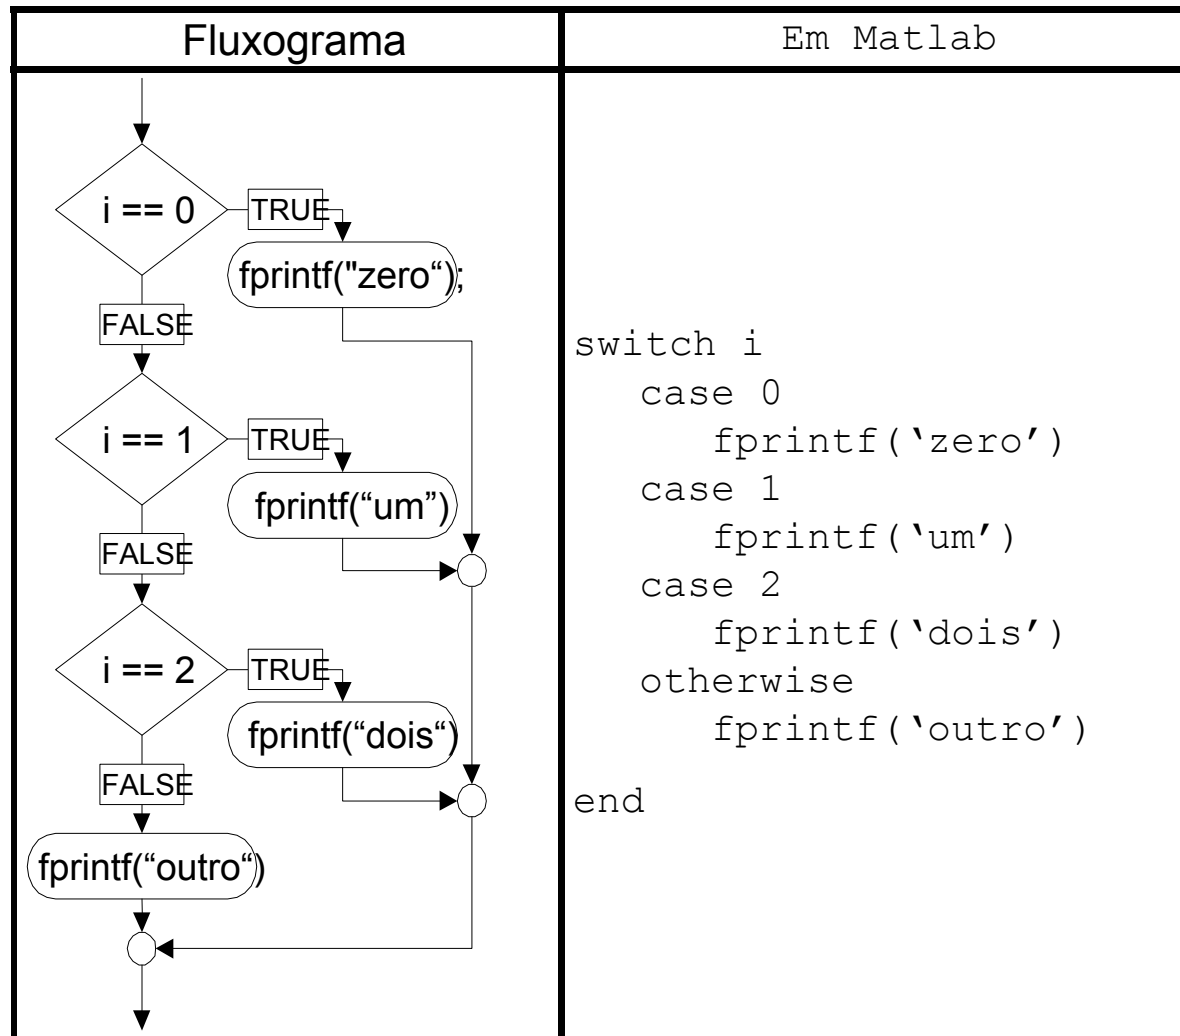 Fluxograma
Em Matlab
i == 0
TRUE
fprintf("zero“);
FALSE
i == 1
TRUE
fprintf(“um”)
FALSE
i == 2
TRUE
fprintf(“dois“)
FALSE
fprintf(“outro“)
switch i
case 0
fprintf(‘zero’)
case 1
fprintf(‘um’)
case 2
fprintf(‘dois’)
otherwise
fprintf(‘outro’)
end